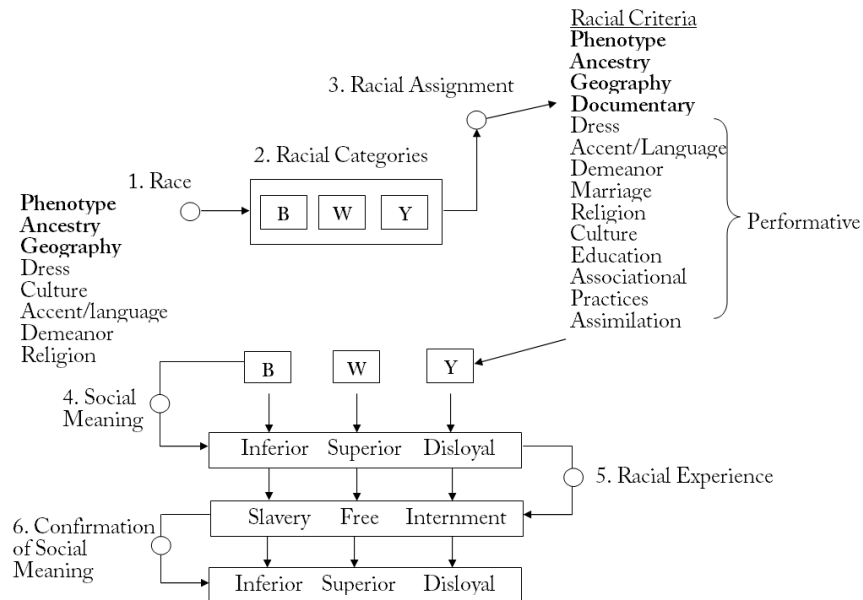 1. Race
Phenotype
Ancestry
Geography
Dress
Culture
Accent/language
Demeanor
Religion
2. Racial Categories
B W Y
3. Racial Assignment
Racial Criteria
Phenotype
Ancestry
Geography
Documentary
Dress
Accent/Language
Demeanor
Marriage
Religion
Culture
Education
Associational
Practices
Assimilation
Performative
B W Y
4. Social
Meaning
Inferior Superior Disloyal
5. Racial Experience
Slavery Free Internment
6. Confirmation
of Social
Meaning
Inferior Superior Disloyal